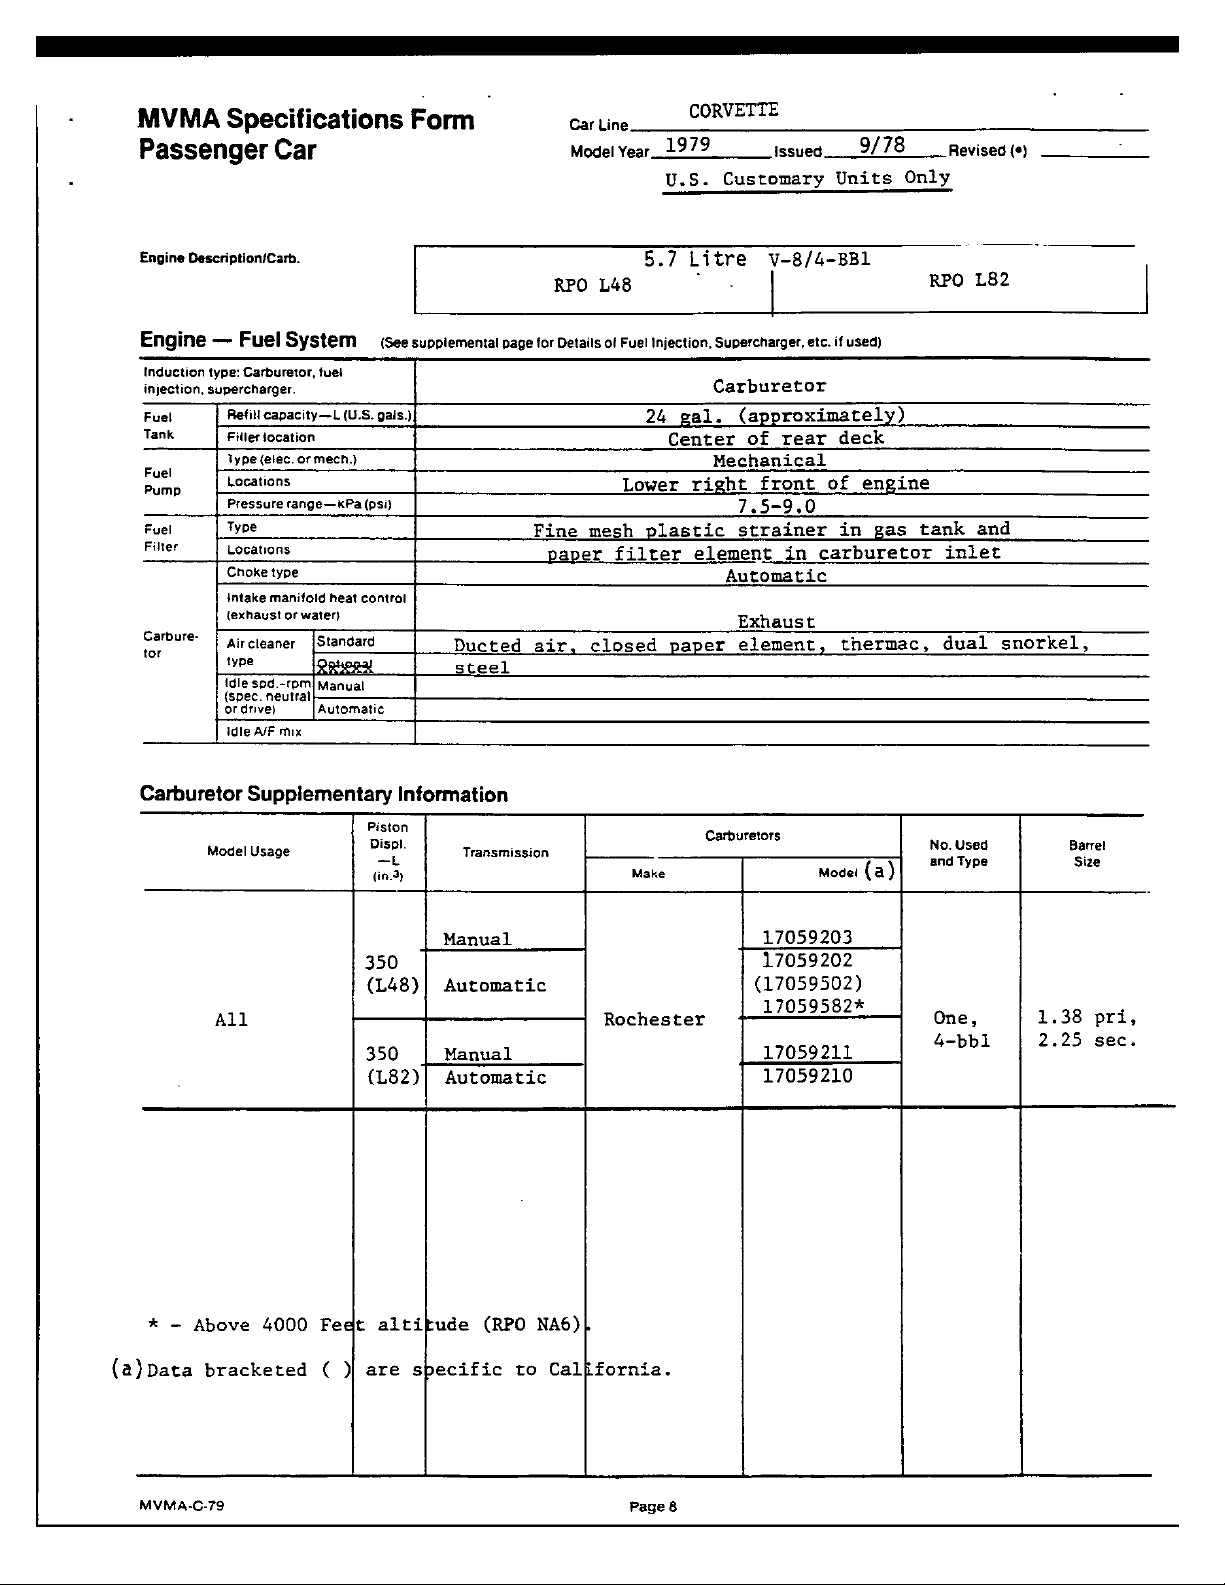 MVMA Specifications Form
Passenger Car
Car Line CORVETTE
Model Year 1979 Issued 9/78 Revised (•)
U.S. Customary Units Only
Engine Description/Carb.
5.7 Litre V-8/4-BBl
RPO L48 RPO L82
Engine — Fuel System (See supplemental page for Details of Fuel Injection, Supercharger, etc. if used)
Induction type: Carburetor, fuel
injection, supercharger. Carburetor
Fuel Tank Refill capacity—L (U.S. gals.) 24 gal. (approximately)
Filler location Center of rear deck
Fuel Pump Type (elec. or mech.) Mechanical
Locations Lower right front of engine
Pressure range—kPa (psi) 7.5-9.0
Fuel Filter Type Fine mesh plastic strainer in gas tank and
Locations paper filter element in carburetor inlet
Carbure-
tor
Choke type Automatic
Intake manifold heat control
(exhaust or water) Exhaust
Air cleaner type Standard Ducted air, closed paper element, thermac, dual snorkel,
Optional steel
Idle spd.-rpm
(spec. neutral
or drive)
Manual
Automatic
Idle A/F mix
Carburetor Supplementary Information
Model Usage
Piston
Displ.
—L
(in.3)
Transmission
Carburetors
Make
Model (a)
No. Used
and Type
Barrel
Size
Manual 17059203
350 17059202
(L48) Automatic (17059502)
17059582*
All Rochester One, 1.38 pri,
4-bbl 2.25 sec.
350 Manual 17059211
(L82) Automatic 17059210
* - Above 4000 Feet altitude (RPO NA6).
(a) Data bracketed ( ) are specific to California.
MVMA-C-79
Page 8